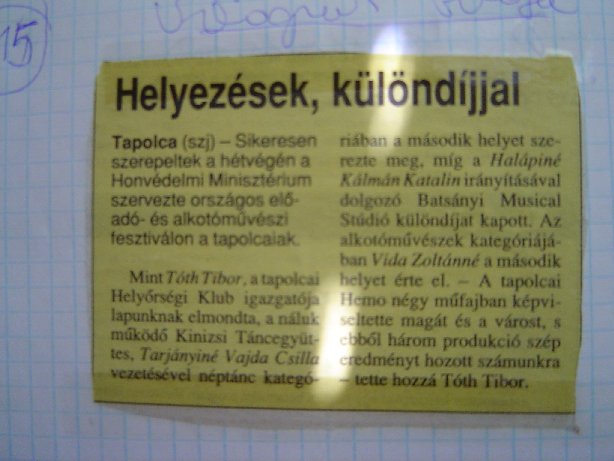 15
Helyezések, különdíjjal
Tapolca (szj) – Sikeresen
szerepeltek a hétvégén a
Honvédelmi Minisztérium
szervezte országos elő-
adó- és alkotóművészi
fesztiválon a tapolcaiak.
Mint Tóth Tibor, a tapolcai
Helyőrségi Klub igazgatója
lapunknak elmondta, a náluk
működő Kinizsi Táncegyüt-
tes, Tarjányiné Vajda Csilla
vezetésével néptánc kategó-
riában a második helyet sze-
rezte meg, míg a Halápiné
Kálmán Katalin irányításával
dolgozó Batsányi Musical
Stúdió különdíjat kapott. Az
alkotóművészek kategóriájá-
ban Vida Zoltánné a második
helyet érte el. – A tapolcai
Hemo négy műfajban képvi-
seltette magát és a várost, s
ebből három produkció szép
eredményt hozott számunkra
– tette hozzá Tóth Tibor.